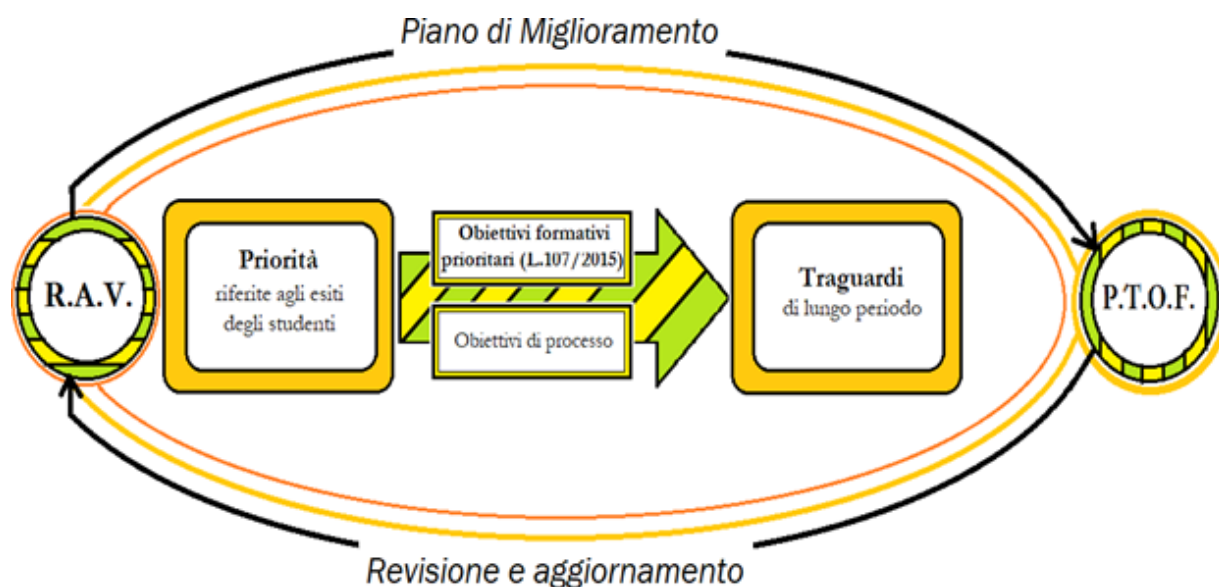 Piano di Miglioramento
R.A.V.
Priorità
riferite agli esiti
degli studenti
Obiettivi formativi
prioritari (L.107/2015)
Obiettivi di processo
Traguardi
di lungo periodo
P.T.O.F.
Revisione e aggiornamento